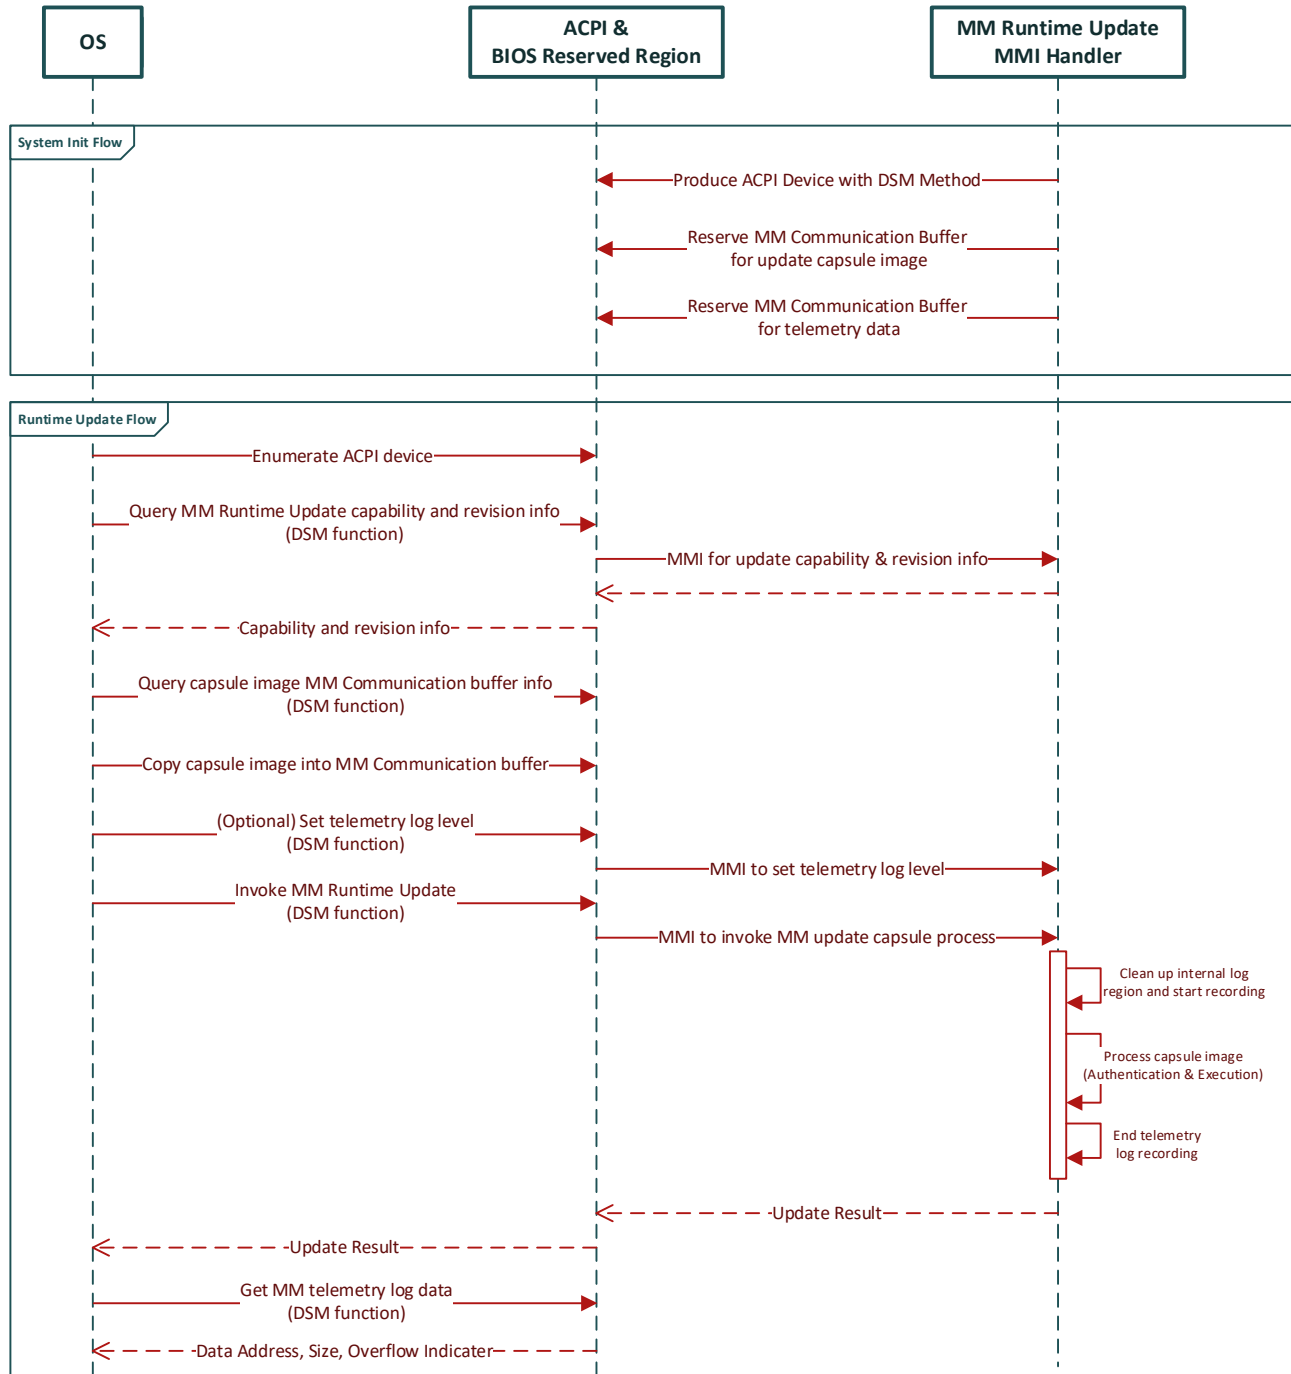 OS
ACPI &
BIOS Reserved Region
MM Runtime Update
MMI Handler
System Init Flow
Produce ACPI Device with DSM Method
Reserve MM Communication Buffer
for update capsule image
Reserve MM Communication Buffer
for telemetry data
Runtime Update Flow
Enumerate ACPI device
Query MM Runtime Update capability and revision info
(DSM function)
MMI for update capability & revision info
Capability and revision info
Query capsule image MM Communication buffer info
(DSM function)
Copy capsule image into MM Communication buffer
(Optional) Set telemetry log level
(DSM function)
MMI to set telemetry log level
Invoke MM Runtime Update
(DSM function)
MMI to invoke MM update capsule process
Clean up internal log
region and start recording
Process capsule image
(Authentication & Execution)
End telemetry
log recording
Update Result
Update Result
Get MM telemetry log data
(DSM function)
Data Address, Size, Overflow Indicater